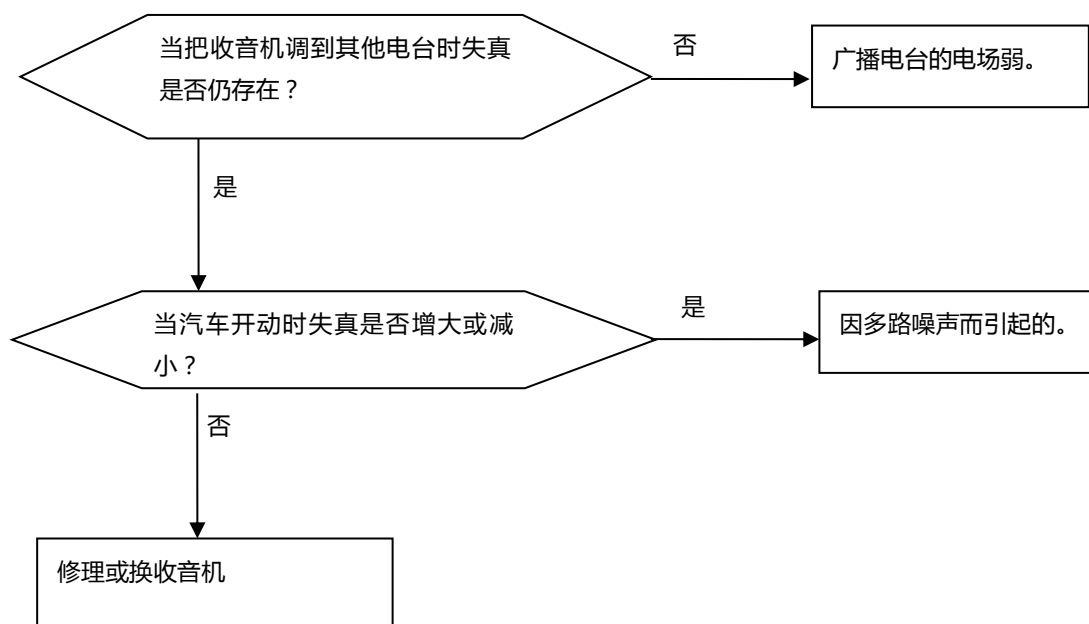 当把收音机调到其他电台时失真
是否仍存在？
否
广播电台的电场弱。
是
当汽车开动时失真是否增大或减
小？
是
因多路噪声而引起的。
否
修理或换收音机